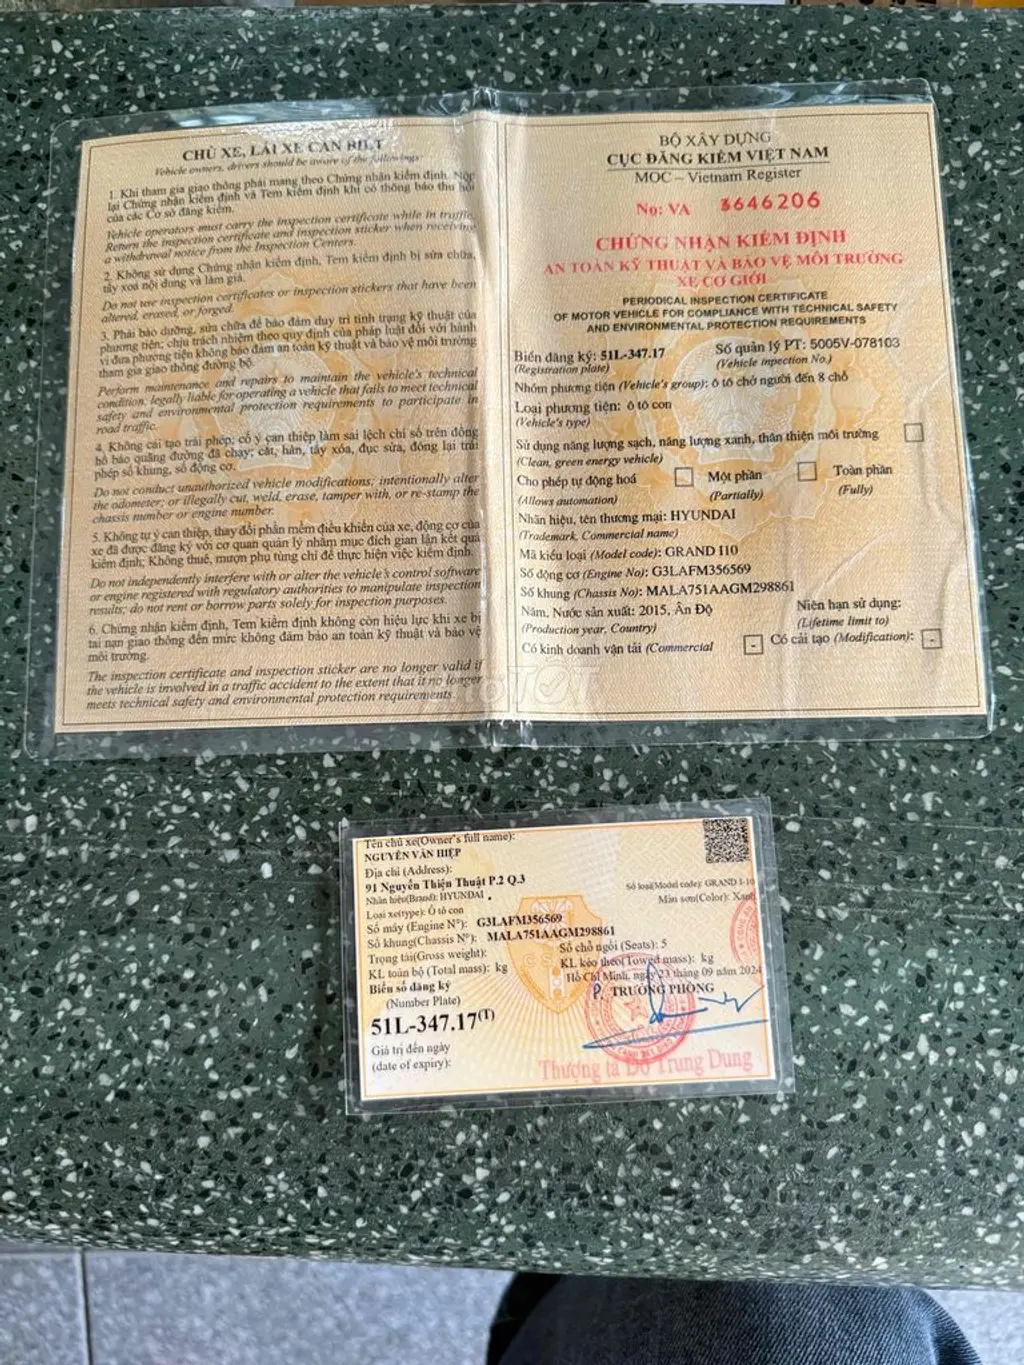 CHỦ XE, LÁI XE CẦN BIẾT
Vehicle owners, drivers should be aware of the followings:
1. Khi tham gia giao thông phải mang theo Chứng nhận kiểm định. Nộp
lại Chứng nhận kiểm định và Tem kiểm định khi có thông báo thu hồi
của các Cơ sở đăng kiểm.
Vehicle operators must carry the inspection certificate while in traffic.
Return the inspection certificate and inspection sticker when receiving
a withdrawal notice from the Inspection Centers.
2. Không sử dụng Chứng nhận kiểm định, Tem kiểm định bị sửa chữa,
tẩy xoá nội dung và làm giả.
Do not use inspection certificates or inspection stickers that have been
altered, erased, or forged.
3. Phải bảo dưỡng, sửa chữa để bảo đảm duy trì tình trạng kỹ thuật của
phương tiện; chịu trách nhiệm theo quy định của pháp luật đối với hành
vi đưa phương tiện không bảo đảm an toàn kỹ thuật và bảo vệ môi trường
tham gia giao thông đường bộ.
Perform maintenance and repairs to maintain the vehicle's technical
condition, legally liable for operating a vehicle that fails to meet technical
safety and environmental protection requirements to participate in
road traffic.
4. Không cải tạo trái phép; cố ý can thiệp làm sai lệch chỉ số trên đồng
hồ báo quãng đường đã chạy; cắt, hàn, tẩy xóa, đục sửa, đóng lại trái
phép số khung, số động cơ.
Do not conduct unauthorized vehicle modifications; intentionally alter
the odometer; or illegally cut, weld, erase, tamper with, or re-stamp the
chassis number or engine number.
5. Không tự ý can thiệp, thay đổi phần mềm điều khiển của xe, động cơ của
xe đã được đăng ký với cơ quan quản lý nhằm mục đích gian lận kết quả
kiểm định; Không thuê, mượn phụ tùng chỉ để thực hiện việc kiểm định.
Do not independently interfere with or alter the vehicle's control software
or engine registered with regulatory authorities to manipulate inspection
results; do not rent or borrow parts solely for inspection purposes.
6. Chứng nhận kiểm định, Tem kiểm định không còn hiệu lực khi xe bị
tai nạn giao thông đến mức không đảm bảo an toàn kỹ thuật và bảo vệ
môi trường.
The inspection certificate and inspection sticker are no longer valid if
the vehicle is involved in a traffic accident to the extent that it no longer
meets technical safety and environmental protection requirements.
BỘ XÂY DỰNG
CỤC ĐĂNG KIỂM VIỆT NAM
MOC – Vietnam Register
No: VA 3646206
CHỨNG NHẬN KIỂM ĐỊNH
AN TOÀN KỸ THUẬT VÀ BẢO VỆ MÔI TRƯỜNG
XE CƠ GIỚI
PERIODICAL INSPECTION CERTIFICATE
OF MOTOR VEHICLE FOR COMPLIANCE WITH TECHNICAL SAFETY
AND ENVIRONMENTAL PROTECTION REQUIREMENTS
Biển đăng ký: 51L-347.17 Số quản lý PT: 5005V-078103
(Registration plate) (Vehicle inpection No.)
Nhóm phương tiện (Vehicle's group): ô tô chở người đến 8 chỗ
Loại phương tiện: ô tô con
(Vehicle's type)
Sử dụng năng lượng sạch, năng lượng xanh, thân thiện môi trường
(Clean, green energy vehicle)
Cho phép tự động hoá Một phần Toàn phần
(Allows automation) (Partially) (Fully)
Nhãn hiệu, tên thương mại: HYUNDAI
(Trademark, Commercial name)
Mã kiểu loại (Model code): GRAND I10
Số động cơ (Engine No): G3LAFM356569
Số khung (Chassis No): MALA751AAGM298861
Năm, Nước sản xuất: 2015, Ấn Độ Niên hạn sử dụng:
(Production year, Country) (Lifetime limit to)
Có kinh doanh vận tải (Commercial - Có cải tạo (Modification): -
chợTỐT
Tên chủ xe(Owner's full name):
NGUYỄN VĂN HIỆP
Địa chỉ (Address):
91 Nguyễn Thiện Thuật P.2 Q.3
Nhãn hiệu(Brand): HYUNDAI Số loại(Model code): GRAND I-10
Loại xe(type): Ô tô con Màu sơn(Color): Xanh
Số máy (Engine N°): G3LAFM356569
Số khung(Chassis N°): MALA751AAGM298861
Trọng tải(Gross weight): Số chỗ ngồi (Seats): 5
KL toàn bộ (Total mass): kg KL kéo theo(Towed mass): kg
Biển số đăng ký Hồ Chí Minh, ngày 23 tháng 09 năm 2024
(Number Plate) P. TRƯỞNG PHÒNG
51L-347.17(T)
Giá trị đến ngày
(date of expiry):
Thượng tá Đỗ Trung Dung